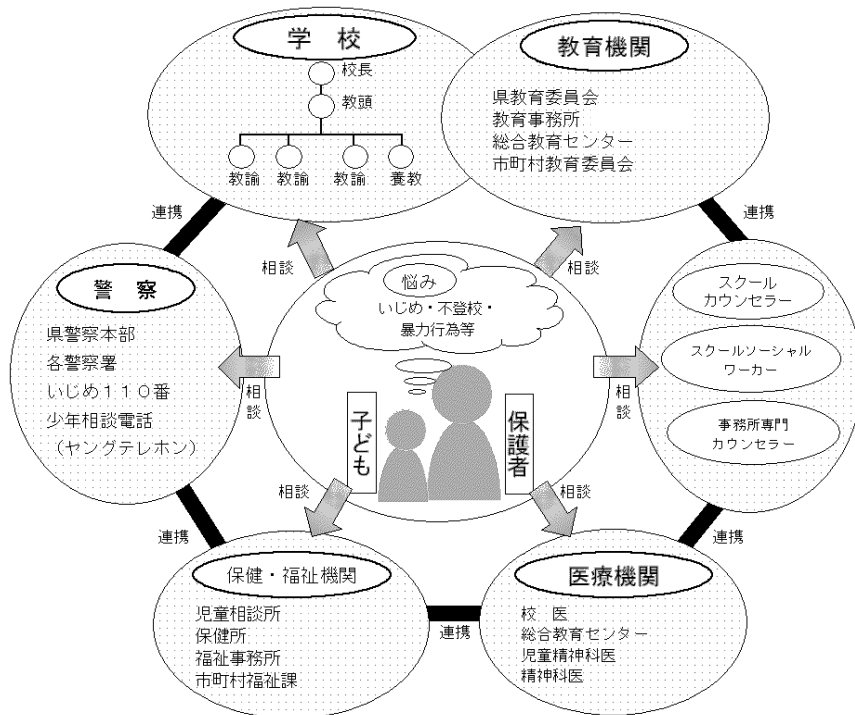 学　校
校長
教頭
教諭
教諭
教諭
養教
教育機関
県教育委員会
教育事務所
総合教育センター
市町村教育委員会
連携
連携
相談
相談
悩み
いじめ・不登校・
暴力行為等
警　察
県警察本部
各警察署
いじめ１１０番
少年相談電話
（ヤングテレホン）
相談
相談
スクール
カウンセラー
スクールソーシャル
ワーカー
事務所専門
カウンセラー
子ども
保護者
相談
相談
連携
連携
保健・福祉機関
児童相談所
保健所
福祉事務所
市町村福祉課
連携
医療機関
校　医
総合教育センター
児童精神科医
精神科医